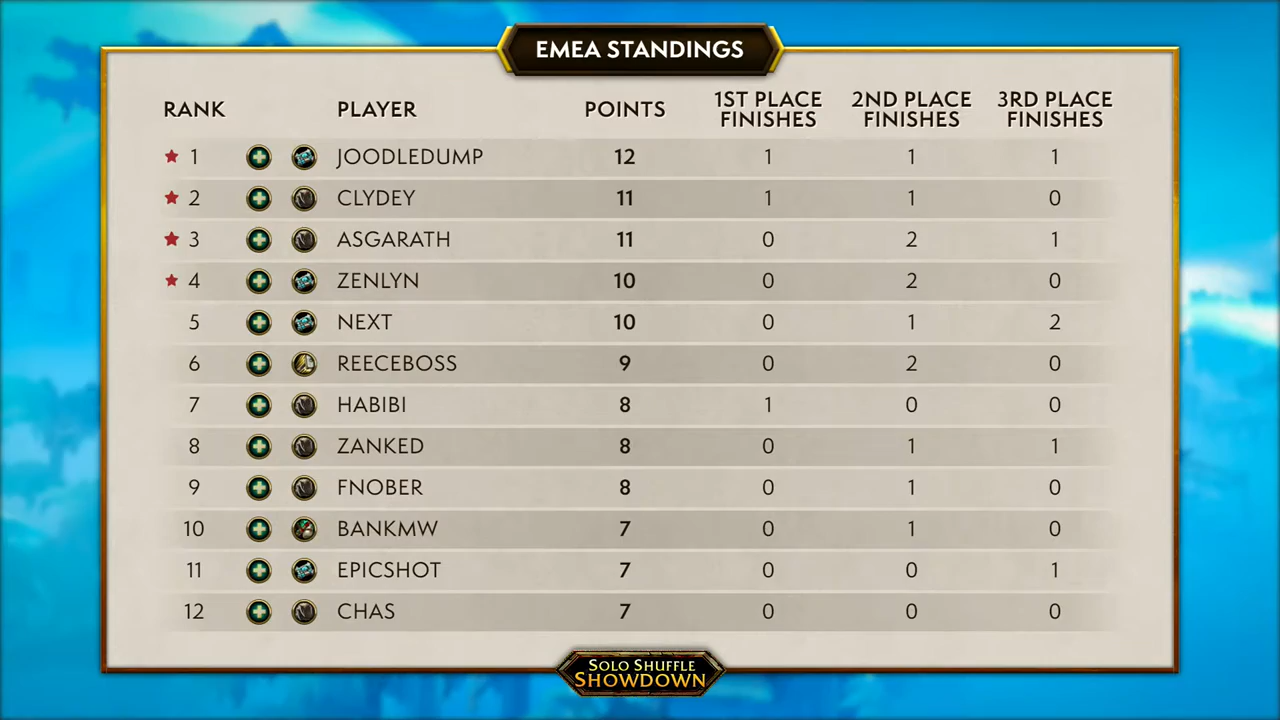 EMEA STANDINGS
RANK PLAYER POINTS 1ST PLACE FINISHES 2ND PLACE FINISHES 3RD PLACE FINISHES
1 JOODLEDUMP 12 1 1 1
2 CLYDEY 11 1 1 0
3 ASGARATH 11 0 2 1
4 ZENLYN 10 0 2 0
5 NEXT 10 0 1 2
6 REECEBOSS 9 0 2 0
7 HABIBI 8 1 0 0
8 ZANKED 8 0 1 1
9 FNOBER 8 0 1 0
10 BANKMW 7 0 1 0
11 EPICSHOT 7 0 0 1
12 CHAS 7 0 0 0
SOLO SHUFFLE
SHOWDOWN